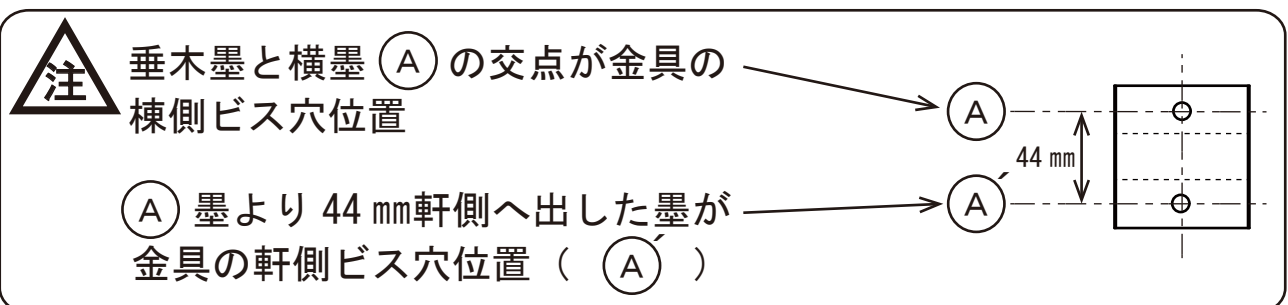 注
垂木墨と横墨 A の交点が金具の
棟側ビス穴位置
A 墨より 44 mm軒側へ出した墨が
金具の軒側ビス穴位置（ A´ ）
A
44 mm
A´